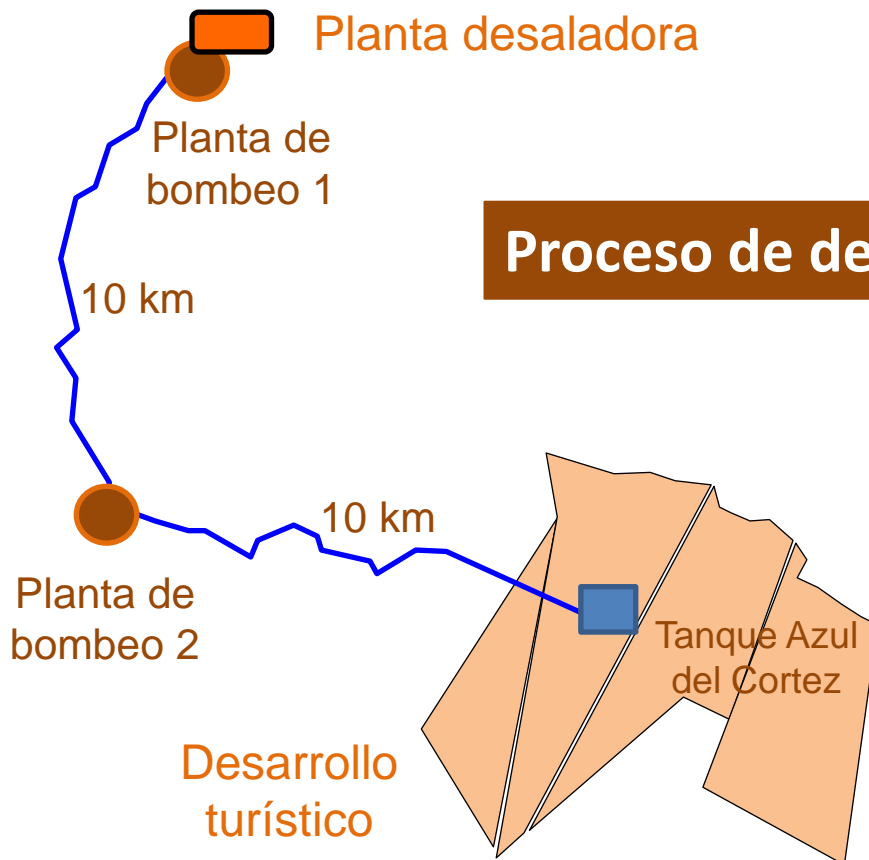 Planta desaladora
Planta de
bombeo 1
Proceso de de
10 km
10 km
Planta de
bombeo 2
Tanque Azul
del Cortez
Desarrollo
turístico